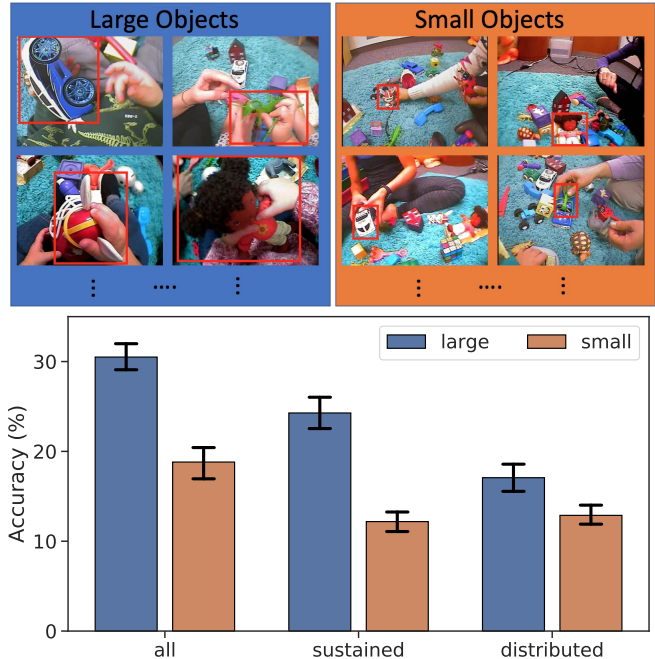 Large Objects
Small Objects
large
small
Accuracy (%)
30
20
10
0
all
sustained
distributed